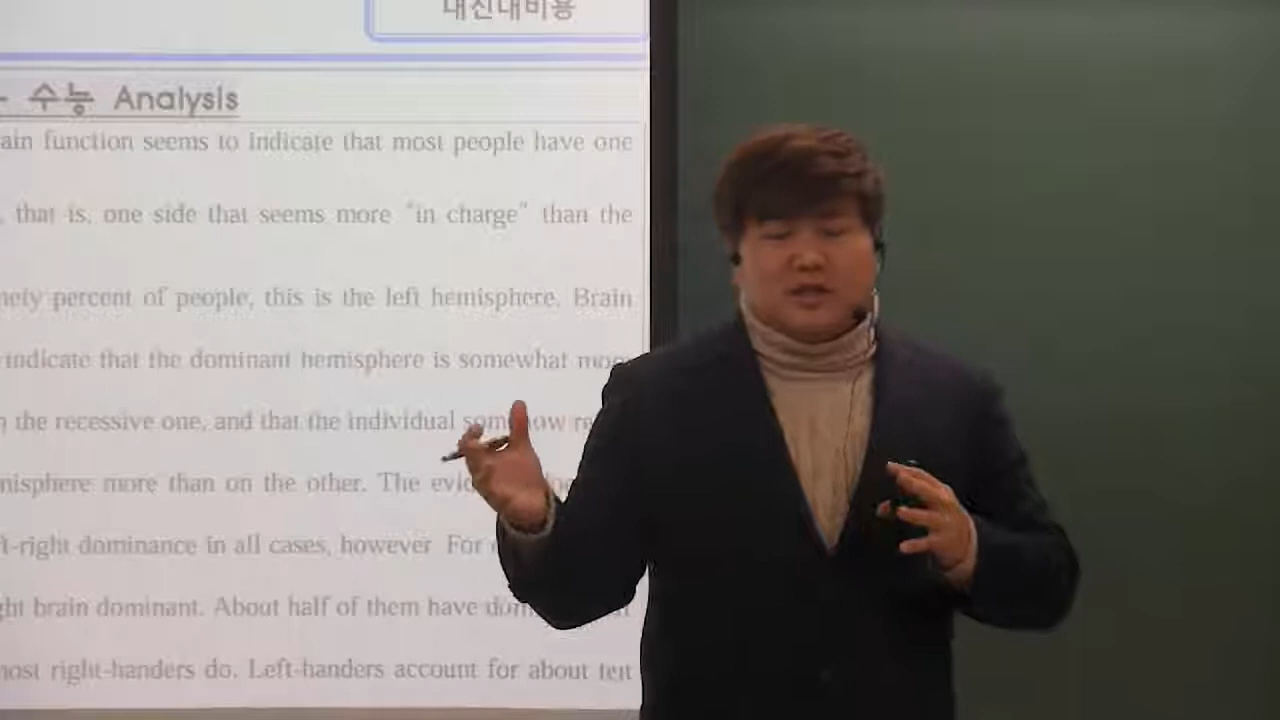 내신대비용
수능 Analysis
ain function seems to indicate that most people have one
, that is, one side that seems more "in charge" than the
nety percent of people, this is the left hemisphere. Brain
indicate that the dominant hemisphere is somewhat more
the recessive one, and that the individual somehow
nisphere more than on the other. The
t-right dominance in all cases, however. For
ght brain dominant. About half of them have
most right-handers do. Left-handers account for about ten